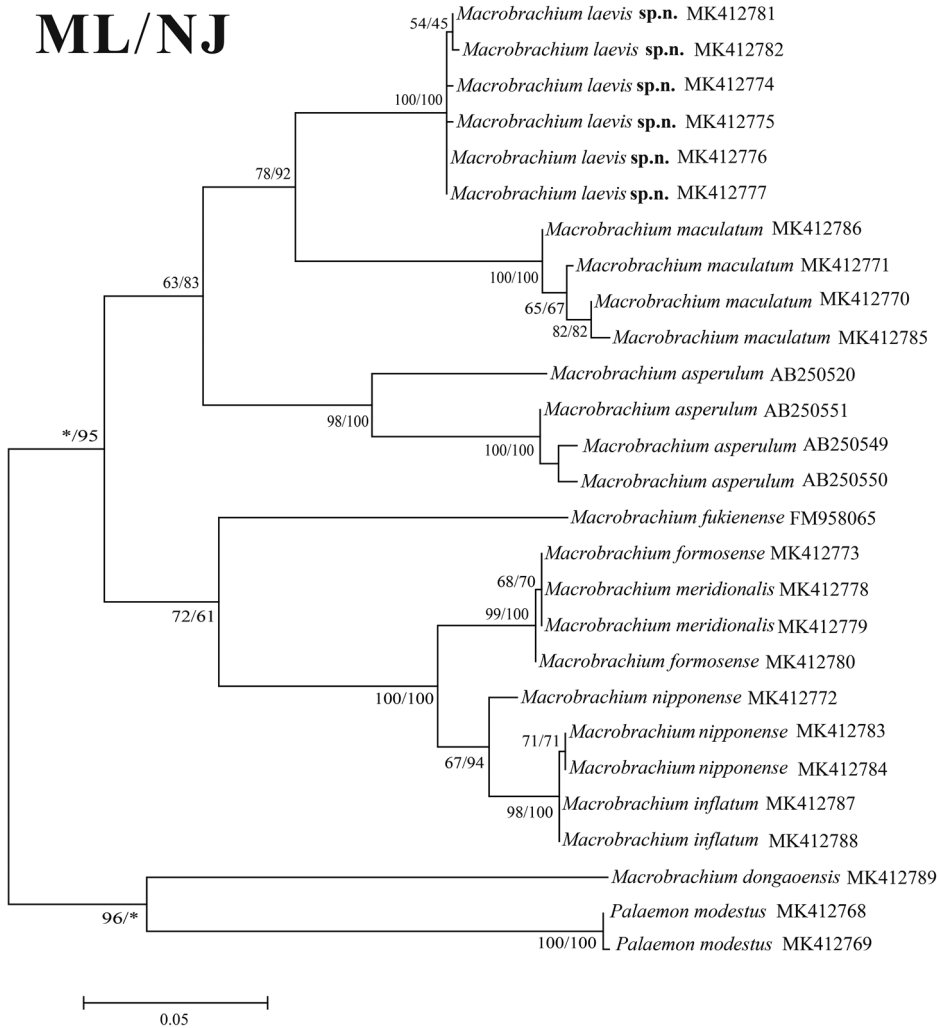 ML/NJ
Macrobrachium laevis sp.n. MK412781
54/45
Macrobrachium laevis sp.n. MK412782
Macrobrachium laevis sp.n. MK412774
100/100
Macrobrachium laevis sp.n. MK412775
Macrobrachium laevis sp.n. MK412776
78/92
Macrobrachium laevis sp.n. MK412777
Macrobrachium maculatum MK412786
Macrobrachium maculatum MK412771
100/100
63/83
Macrobrachium maculatum MK412770
65/67
82/82
Macrobrachium maculatum MK412785
Macrobrachium asperulum AB250520
Macrobrachium asperulum AB250551
98/100
*/95
Macrobrachium asperulum AB250549
100/100
Macrobrachium asperulum AB250550
Macrobrachium fukienense FM958065
Macrobrachium formosense MK412773
68/70
Macrobrachium meridionalis MK412778
99/100
72/61
Macrobrachium meridionalis MK412779
Macrobrachium formosense MK412780
100/100
Macrobrachium nipponense MK412772
Macrobrachium nipponense MK412783
71/71
67/94
Macrobrachium nipponense MK412784
Macrobrachium inflatum MK412787
98/100
Macrobrachium inflatum MK412788
Macrobrachium dongaoensis MK412789
96/*
Palaemon modestus MK412768
100/100
Palaemon modestus MK412769
0.05